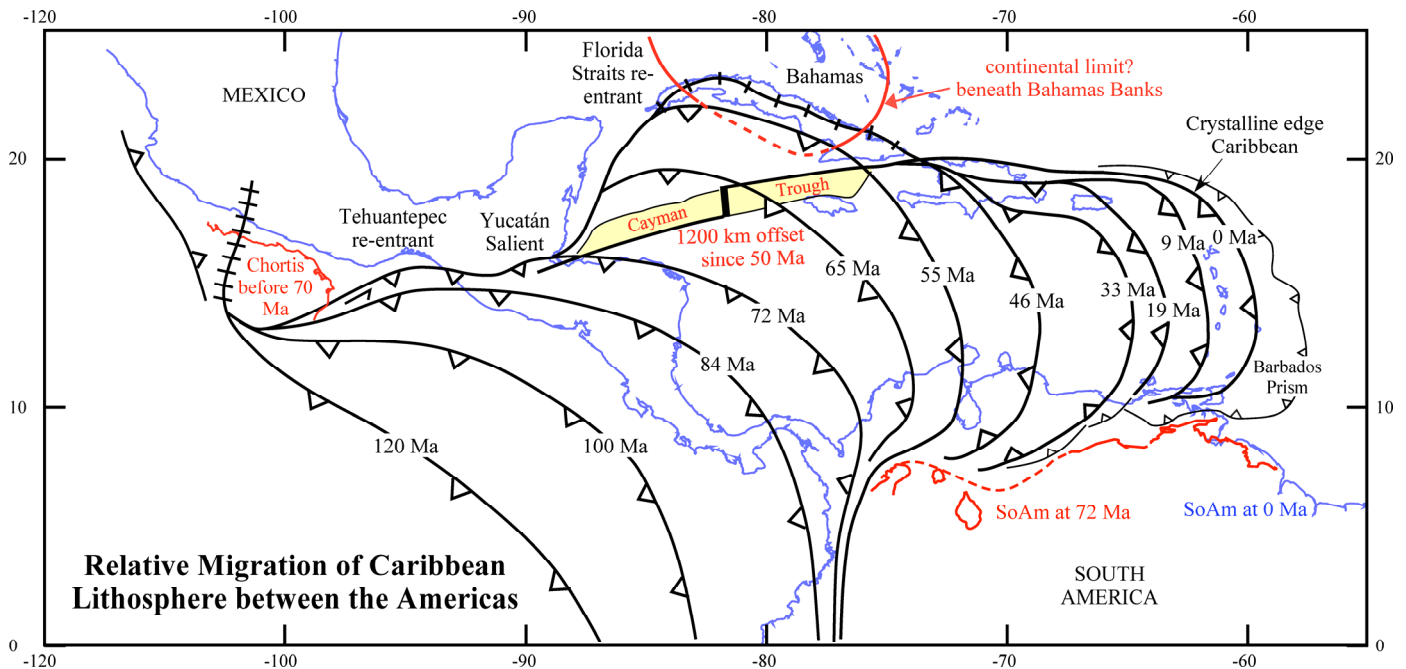 -120
-100
-90
-80
-70
-60
Florida
Straits re-
entrant
Bahamas
continental limit?
beneath Bahamas Banks
MEXICO
Crystalline edge
Caribbean
20
20
Tehuantepec
re-entrant
Yucatán
Salient
Trough
Cayman
1200 km offset
since 50 Ma
Chortis
before 70
Ma
65 Ma
55 Ma
46 Ma
33 Ma
19 Ma
9 Ma
0 Ma
72 Ma
84 Ma
Barbados
Prism
10
10
120 Ma
100 Ma
SoAm at 72 Ma
SoAm at 0 Ma
Relative Migration of Caribbean
Lithosphere between the Americas
SOUTH
AMERICA
0
0
-120
-100
-90
-80
-70
-60